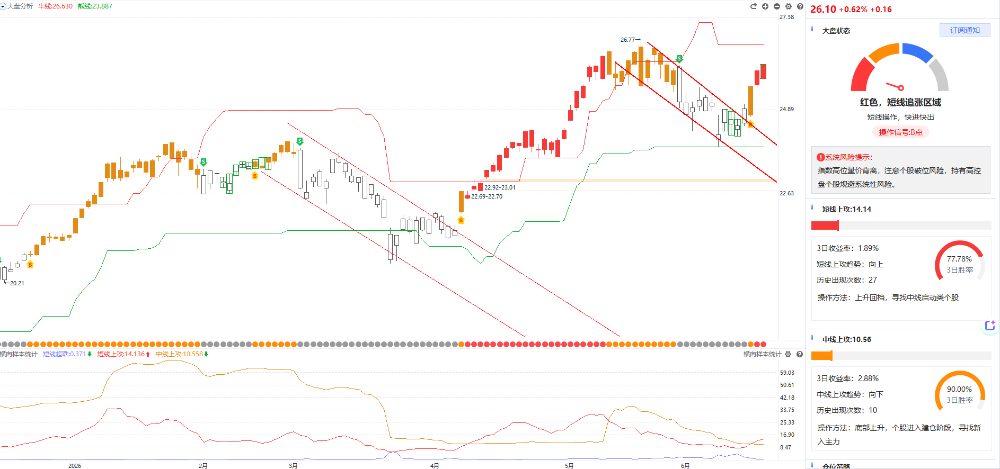 大盘分析 牛线:26.630 熊线:23.887
27.38
26.77
S
24.89
B
S
S
B
22.92-23.01
22.69-22.70
22.63
B
B
20.21
横向样本统计 短线超跌:0.371 短线上攻:14.136 中线上攻:10.558
横向样本统计
59.03
50.61
42.18
33.75
25.33
16.90
8.47
2026 2月 3月 4月 5月 6月
26.10 +0.62% +0.16
大盘状态
订阅通知
红色，短线追涨区域
短线操作，快进快出
操作信号:B点
系统风险提示:
指数高位量价背离，注意个股破位风险，持有高控
盘个股规避系统性风险。
短线上攻:14.14
3日收益率：1.89%
77.78%
短线上攻趋势：向上
3日胜率
历史出现次数：27
操作方法：上升回档，寻找中线启动类个股
中线上攻:10.56
3日收益率：2.88%
90.00%
中线上攻趋势：向下
3日胜率
历史出现次数：10
操作方法：底部上升，个股进入建仓阶段，寻找新
入主力
仓位策略